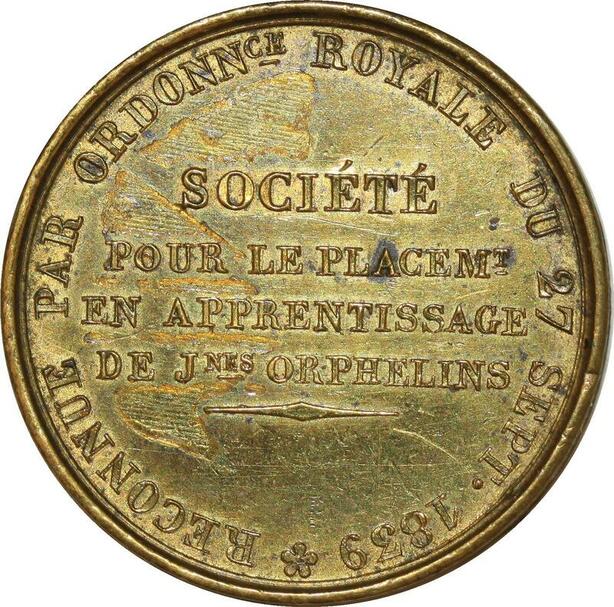 RECONNUE PAR ORDONNCE ROYALE DU 27 SEPT. 1839
SOCIÉTÉ
POUR LE PLACEMT
EN APPRENTISSAGE
DE JNES ORPHELINS